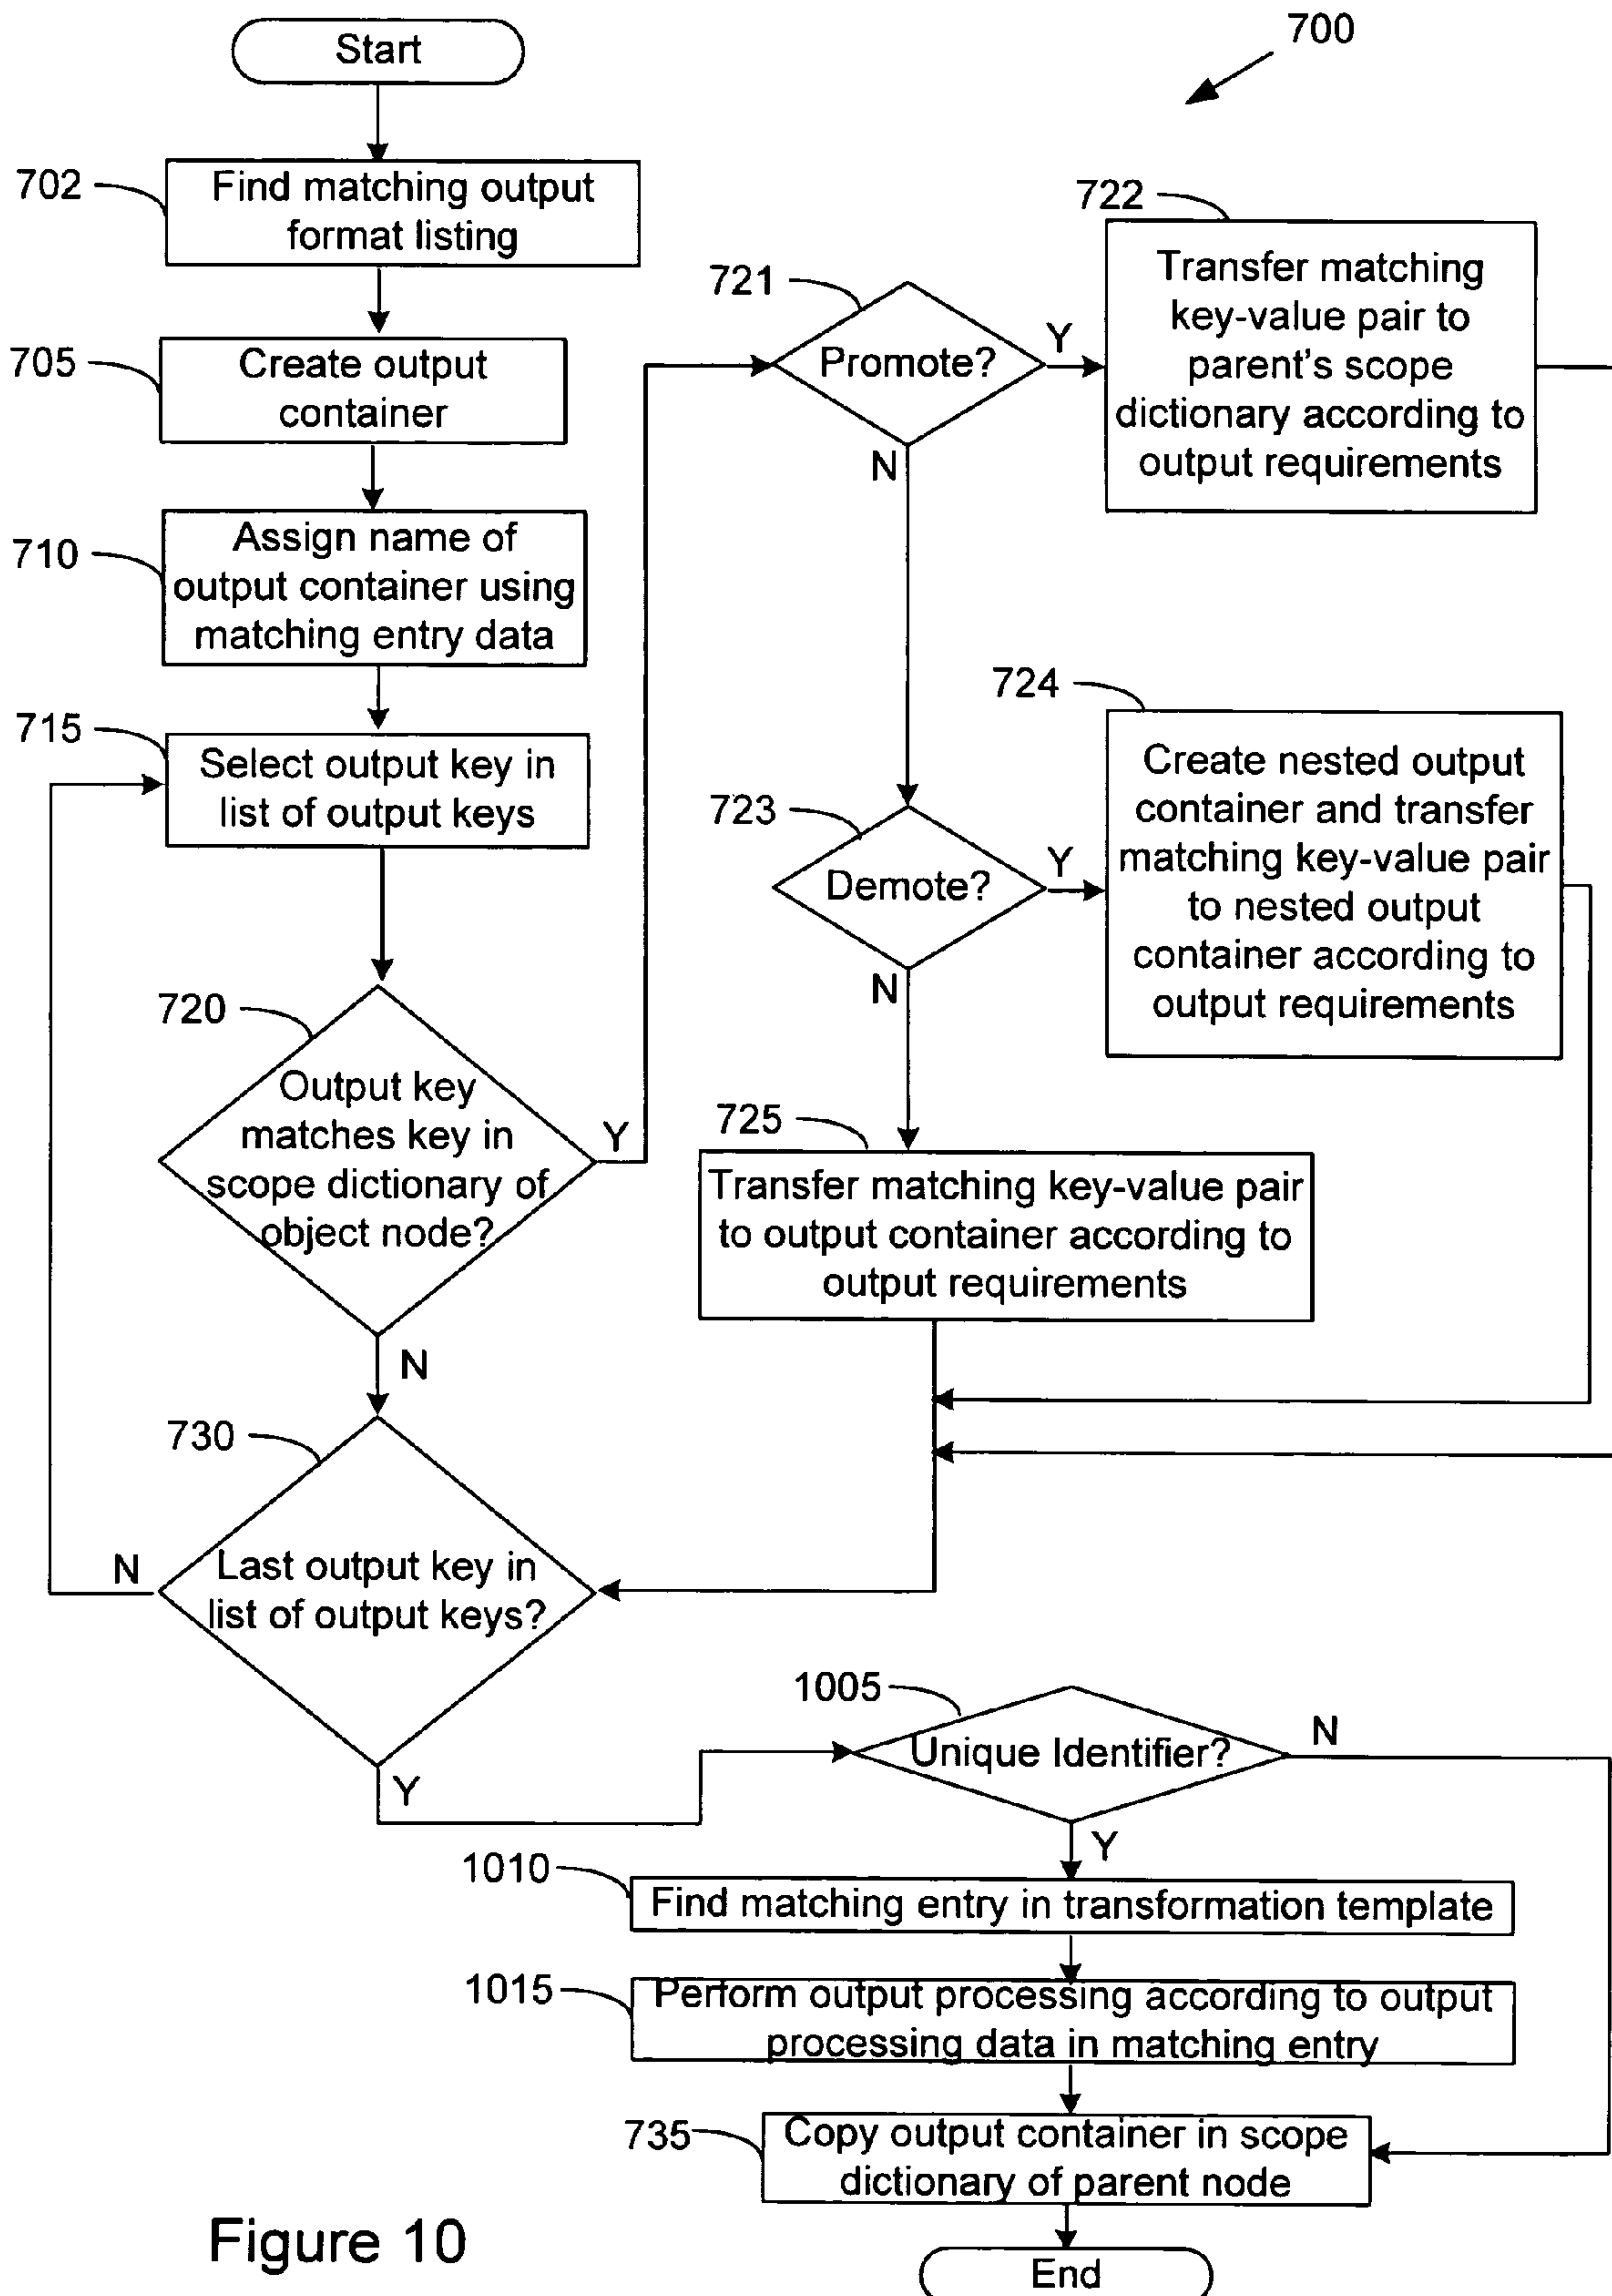 Start
700
702
Find matching output
format listing
705
Create output
container
710
Assign name of
output container using
matching entry data
715
Select output key in
list of output keys
720
Output key
matches key in
scope dictionary of
object node?
Y
N
721
Promote?
Y
N
722
Transfer matching
key-value pair to
parent's scope
dictionary according to
output requirements
723
Demote?
Y
N
724
Create nested output
container and transfer
matching key-value pair
to nested output
container according to
output requirements
725
Transfer matching key-value pair
to output container according to
output requirements
730
Last output key in
list of output keys?
N
Y
1005
Unique Identifier?
N
Y
1010
Find matching entry in transformation template
1015
Perform output processing according to output
processing data in matching entry
735
Copy output container in scope
dictionary of parent node
End
Figure 10